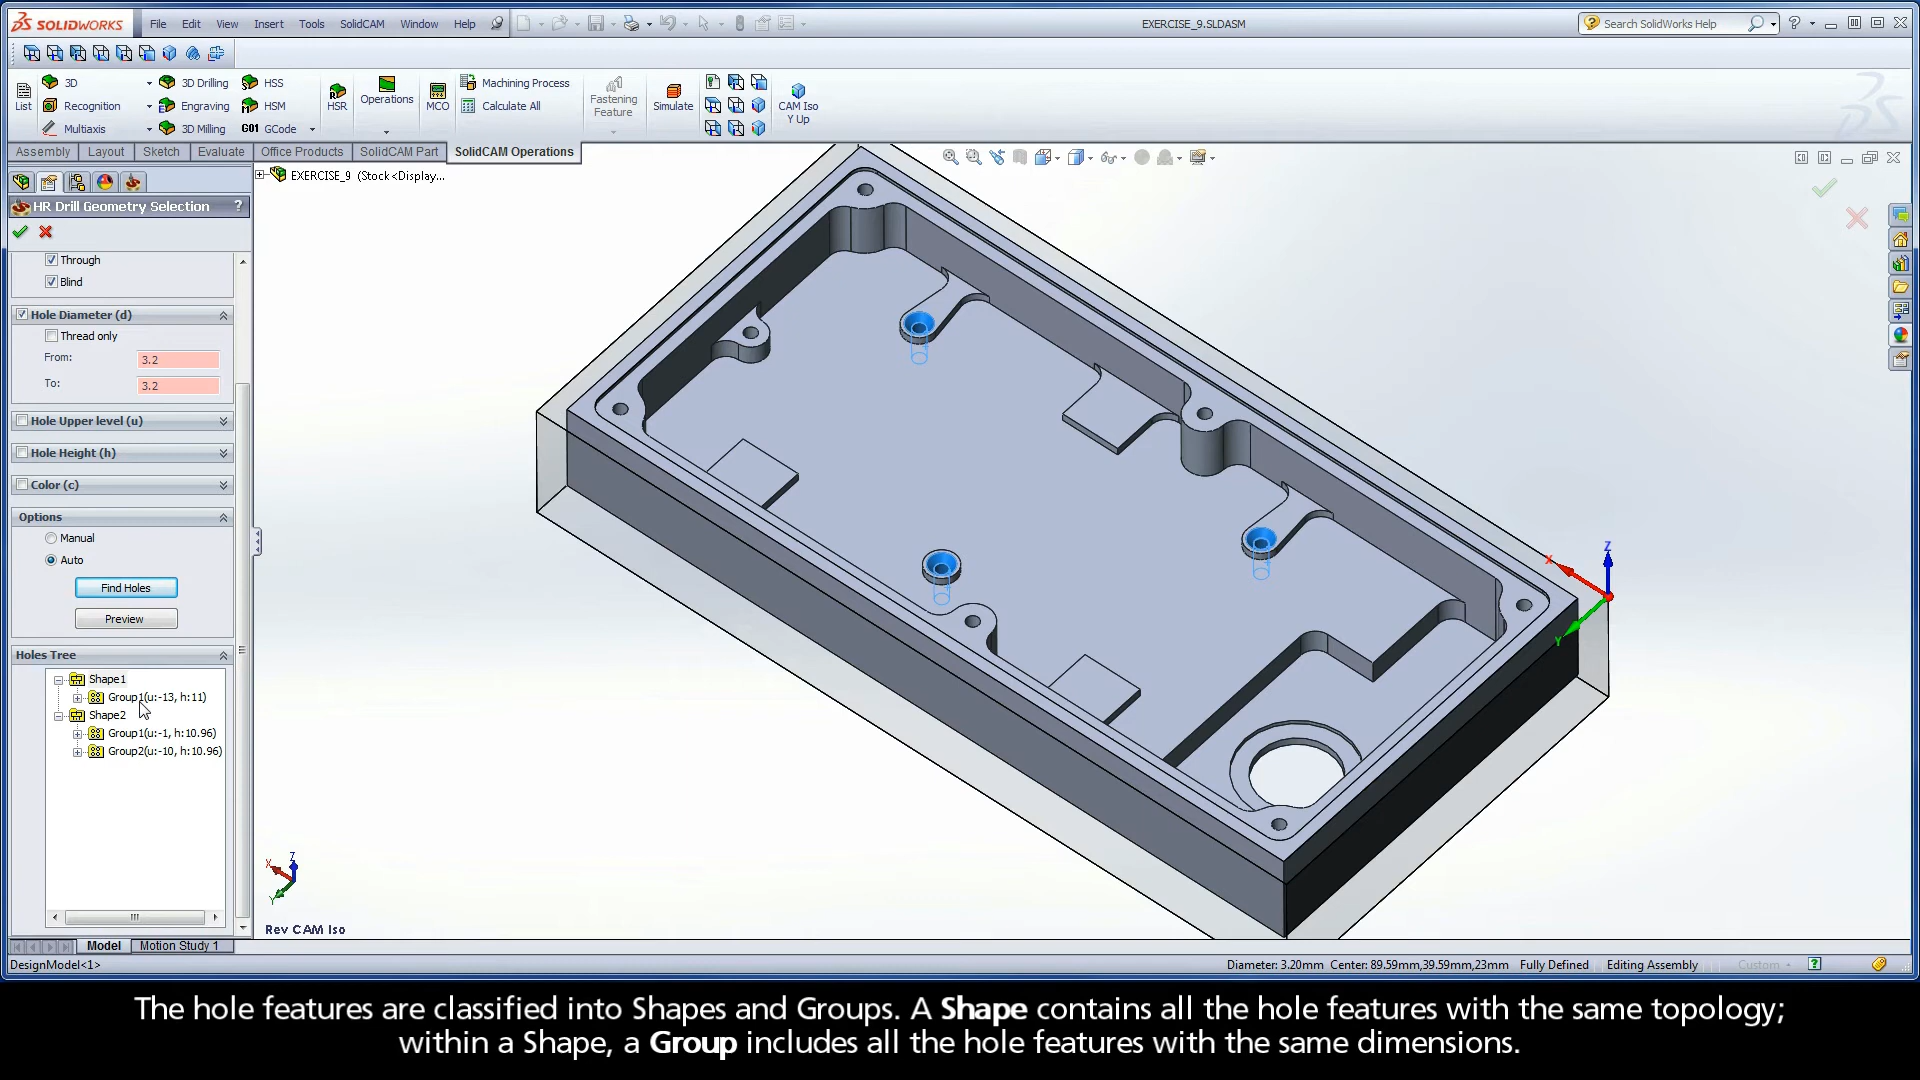 SOLIDWORKS File Edit View Insert Tools SolidCAM Window Help EXERCISE_9.SLDASM Search SolidWorks Help
List 3D 3D Drilling HSS HSR Operations MCO Machining Process Fastening Feature Simulate CAM Iso Y Up
Recognition Engraving HSM Calculate All
Multiaxis 3D Milling G01 GCode
Assembly Layout Sketch Evaluate Office Products SolidCAM Part SolidCAM Operations
EXERCISE_9 (Stock<Display...
HR Drill Geometry Selection ?
Through
Blind
Hole Diameter (d)
Thread only
From: 3.2
To: 3.2
Hole Upper level (u)
Hole Height (h)
Color (c)
Options
Manual
Auto
Find Holes
Preview
Holes Tree
Shape1
Group1(u:-13, h:11)
Shape2
Group1(u:-1, h:10.96)
Group2(u:-10, h:10.96)
Z
X
Y
Z
X
Y
Rev CAM Iso
Model Motion Study 1
DesignModel<1> Diameter: 3.20mm Center: 89.59mm,39.59mm,23mm Fully Defined Editing Assembly Custom
The hole features are classified into Shapes and Groups. A Shape contains all the hole features with the same topology;
within a Shape, a Group includes all the hole features with the same dimensions.